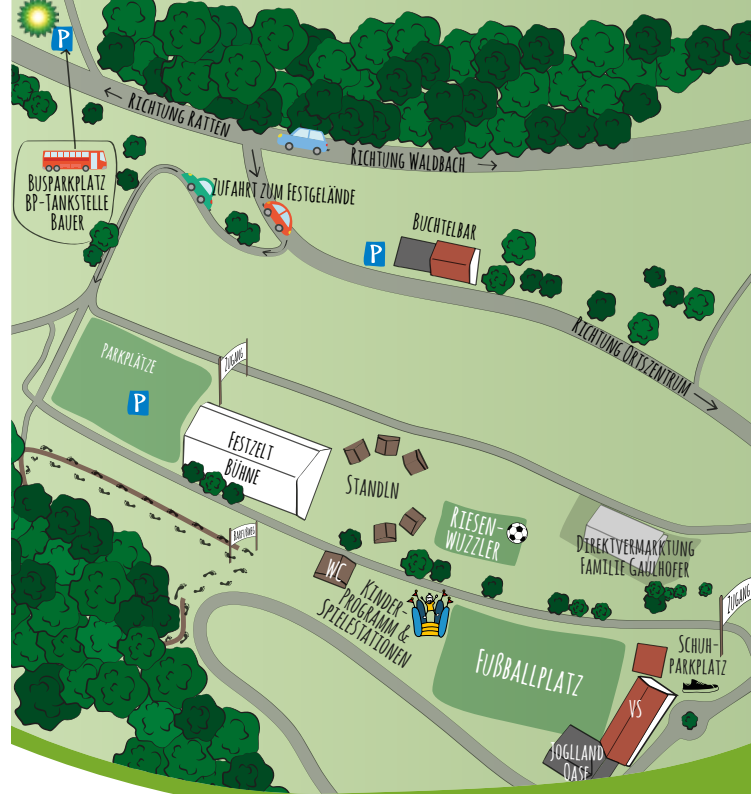 P
← RICHTUNG RATTEN
RICHTUNG WALDBACH →
BUSPARKPLATZ
BP-TANKSTELLE
BAUER
ZUFAHRT ZUM FESTGELÄNDE
BUCHTELBAR
P
RICHTUNG ORTSZENTRUM →
PARKPLÄTZE
P
ZUGANG
FESTZELT
BÜHNE
STANDLN
RIESEN-
WUZZLER
DIREKTVERMARKTUNG
FAMILIE GAULHOFER
BARFUßWEG
WC
KINDER-
PROGRAMM &
SPIELESTATIONEN
ZUGANG
SCHUH-
PARKPLATZ
FUßBALLPLATZ
VS
JOGLLAND
OASE